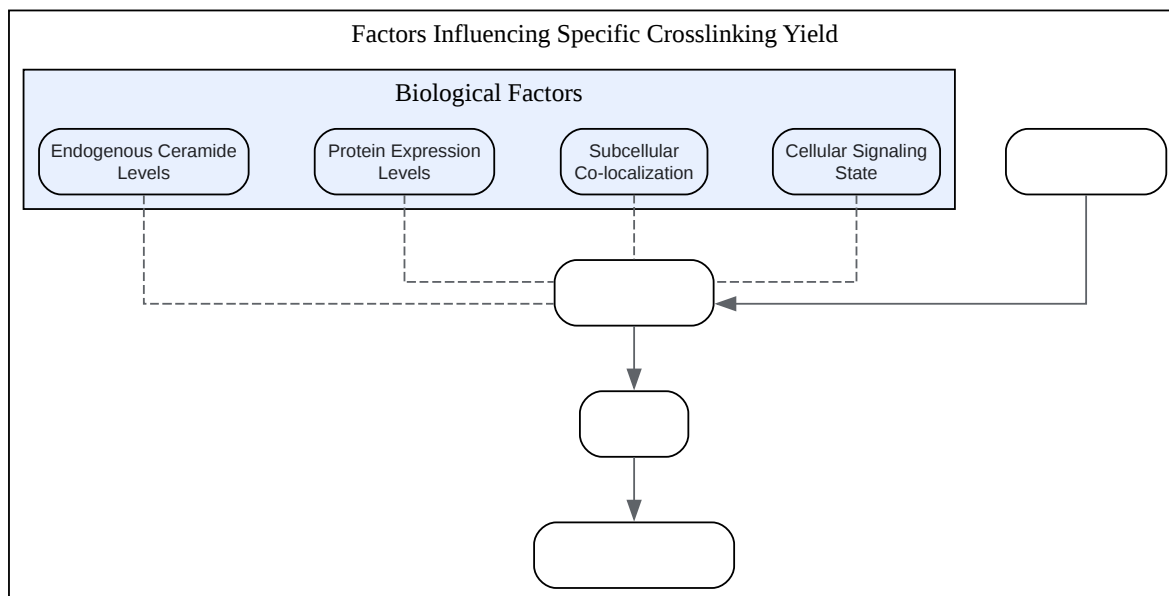 Factors Influencing Specific Crosslinking Yield
Biological Factors
Endogenous Ceramide
Levels
Protein Expression
Levels
Subcellular
Co-localization
Cellular Signaling
State